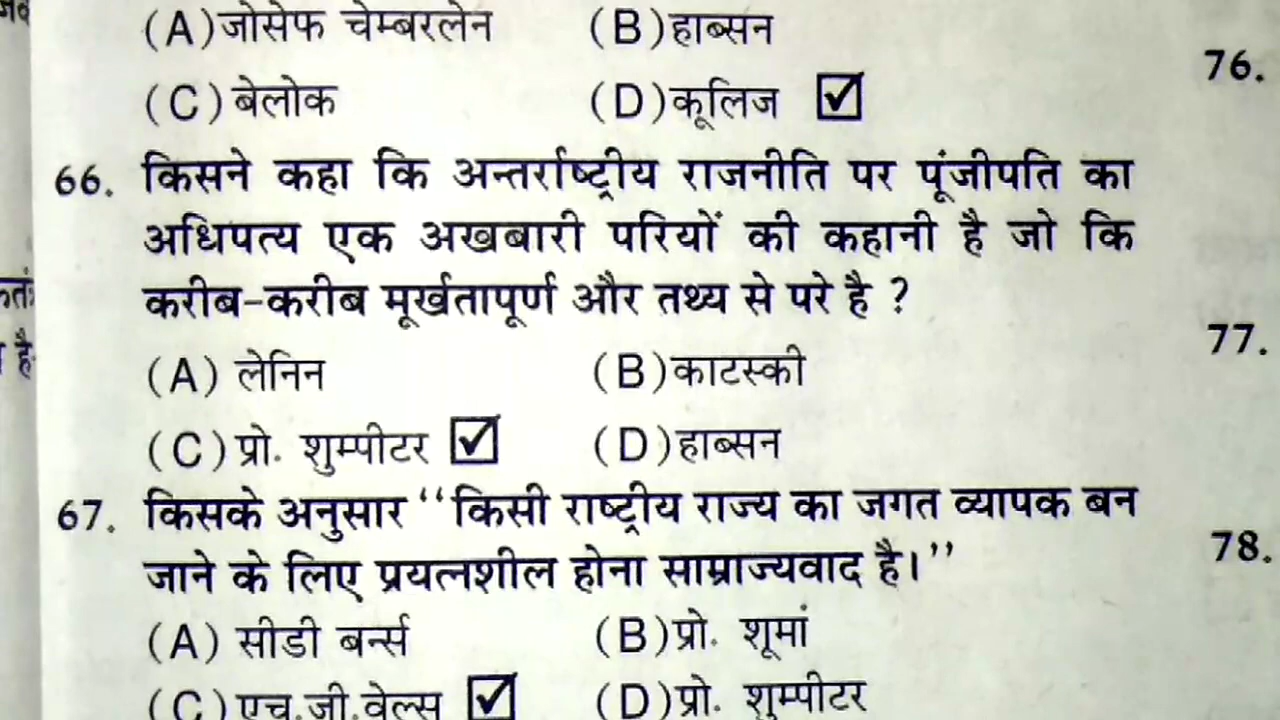 (A)जोसेफ चेम्बरलेन (B)हाब्सन
(C)बेलोक (D)कूलिज
66. किसने कहा कि अन्तर्राष्ट्रीय राजनीति पर पूंजीपति का
अधिपत्य एक अखबारी परियों की कहानी है जो कि
करीब-करीब मूर्खतापूर्ण और तथ्य से परे है ?
(A) लेनिन (B)काटस्की
(C)प्रो. शुम्पीटर (D)हाब्सन
67. किसके अनुसार “किसी राष्ट्रीय राज्य का जगत व्यापक बन
जाने के लिए प्रयत्नशील होना साम्राज्यवाद है।”
(A) सीडी बर्न्स (B)प्रो. शूमां
(C)एच.जी.वेल्स (D)प्रो. शुम्पीटर
76.
77.
78.